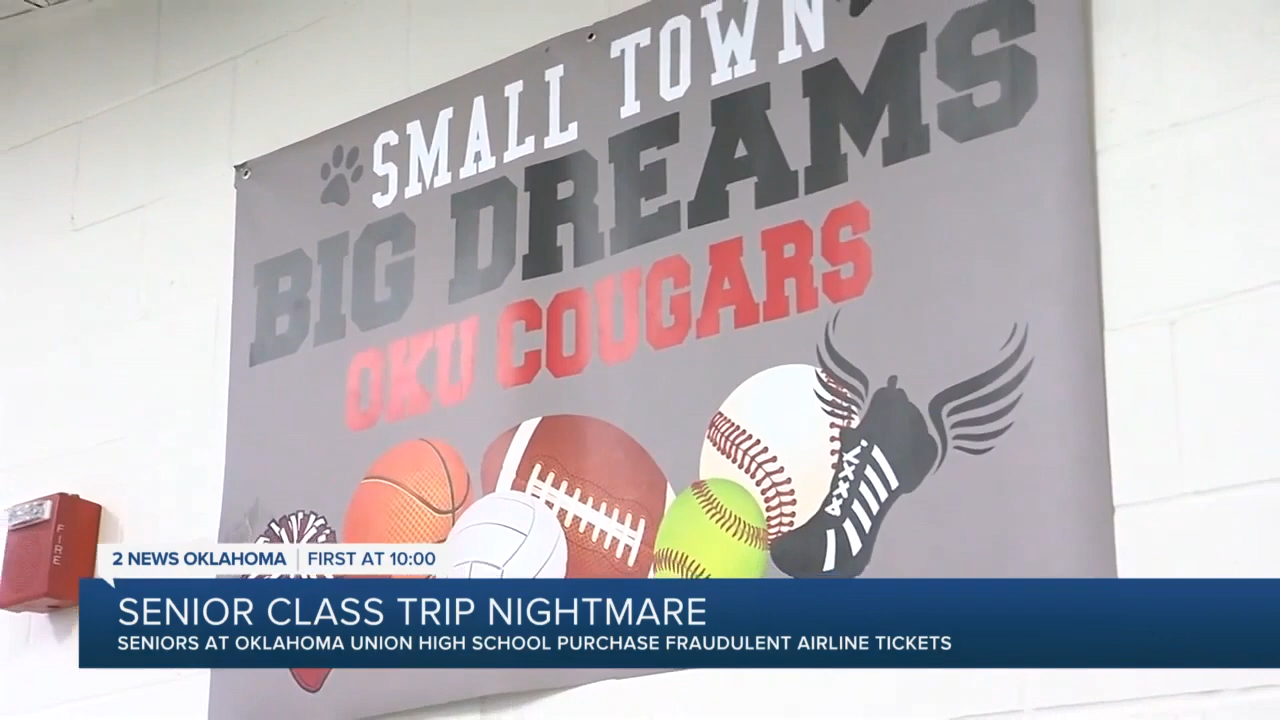 SMALL TOWN
BIG DREAMS
OKU COUGARS
FIRE
2 NEWS OKLAHOMA | FIRST AT 10:00
SENIOR CLASS TRIP NIGHTMARE
SENIORS AT OKLAHOMA UNION HIGH SCHOOL PURCHASE FRAUDULENT AIRLINE TICKETS